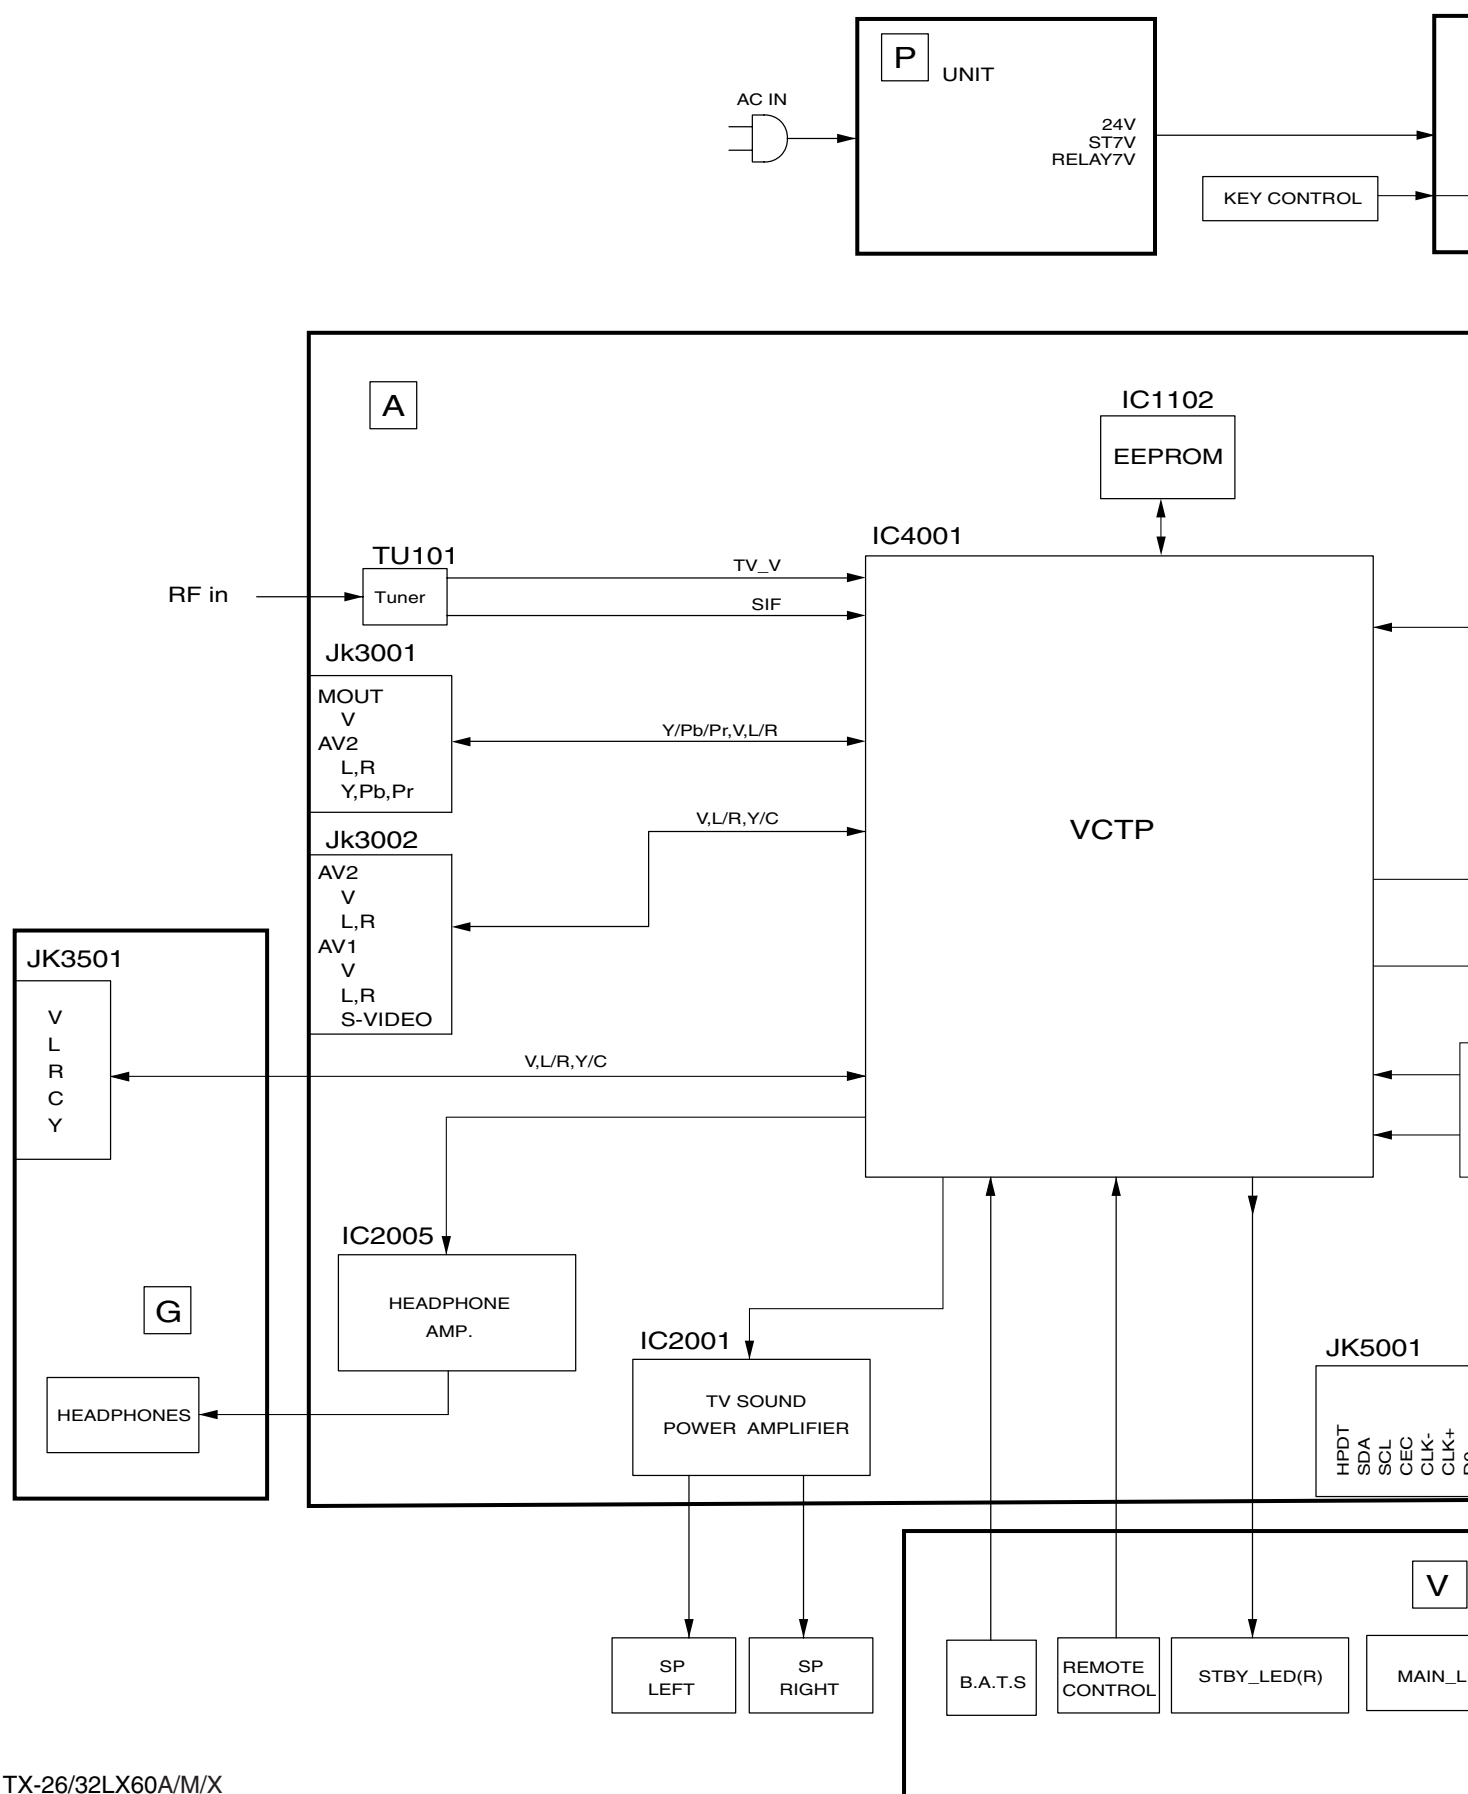 P
UNIT
AC IN
24V
ST7V
RELAY7V
KEY CONTROL
A
IC1102
EEPROM
IC4001
TU101
Tuner
RF in
TV_V
SIF
Jk3001
MOUT
V
AV2
L,R
Y,Pb,Pr
Y/Pb/Pr,V,L/R
Jk3002
AV2
V
L,R
AV1
V
L,R
S-VIDEO
V,L/R,Y/C
VCTP
JK3501
V
L
R
C
Y
V,L/R,Y/C
G
HEADPHONES
IC2005
HEADPHONE
AMP.
IC2001
TV SOUND
POWER AMPLIFIER
JK5001
HPDT
SDA
SCL
CEC
CLK-
CLK+
V
SP
LEFT
SP
RIGHT
B.A.T.S
REMOTE
CONTROL
STBY_LED(R)
MAIN_L
TX-26/32LX60A/M/X